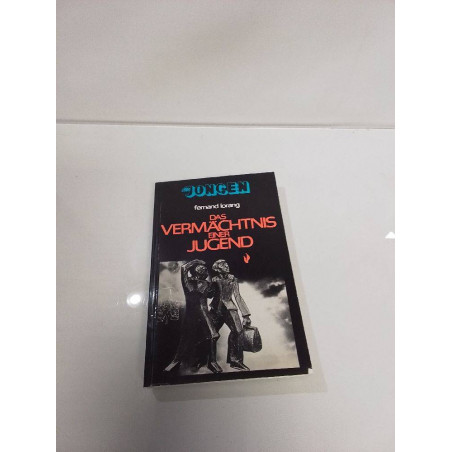 JONGEN
fernand lorang
DAS
VERMÄCHTNIS
EINER
JUGEND